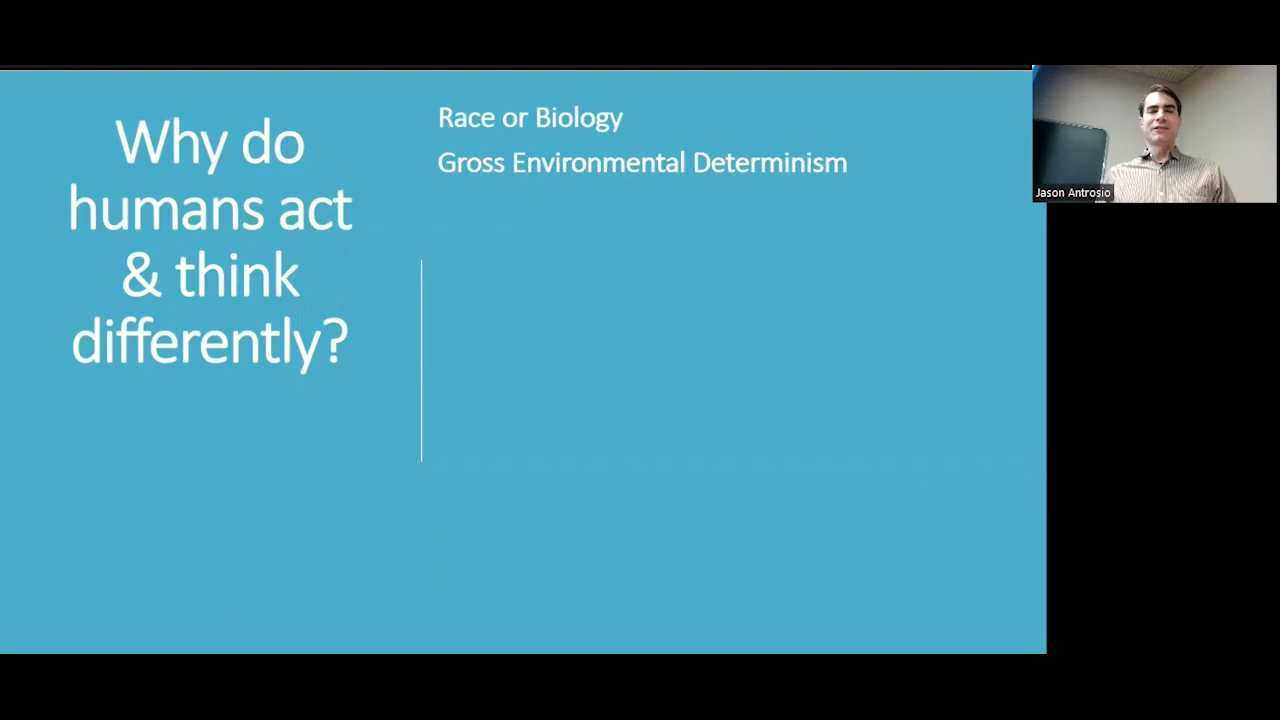 Why do
humans act
& think
differently?
Race or Biology
Gross Environmental Determinism
Jason Antrosio